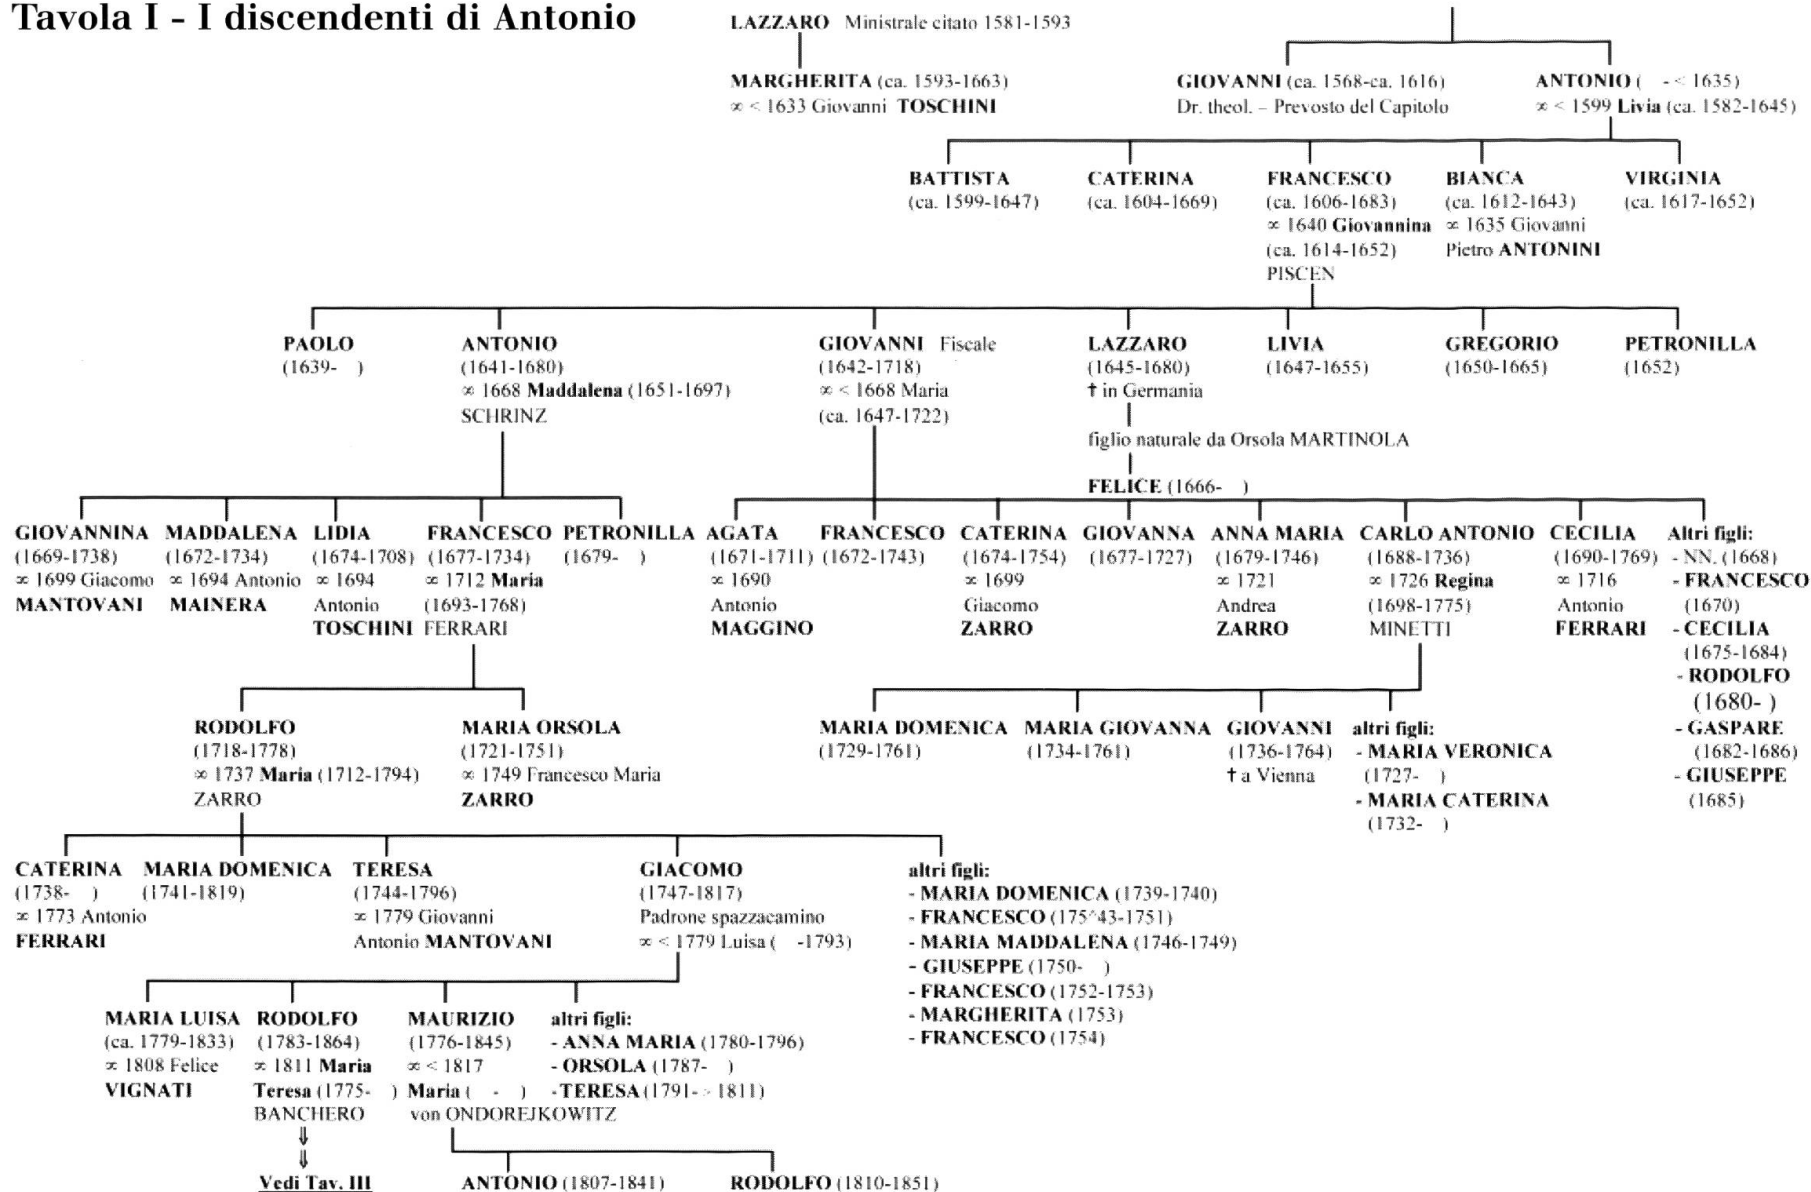 Tavola I - I discendenti di Antonio
LAZZARO Ministrale citato 1581-1593
MARGHERITA (ca. 1593-1663)
∞ < 1633 Giovanni TOSCHINI
GIOVANNI (ca. 1568-ca. 1616)
Dr. theol. – Prevosto del Capitolo
ANTONIO ( - < 1635)
∞ < 1599 Livia (ca. 1582-1645)
BATTISTA
(ca. 1599-1647)
CATERINA
(ca. 1604-1669)
FRANCESCO
(ca. 1606-1683)
∞ 1640 Giovannina
(ca. 1614-1652)
PISCEN
BIANCA
(ca. 1612-1643)
∞ 1635 Giovanni
Pietro ANTONINI
VIRGINIA
(ca. 1617-1652)
PAOLO
(1639- )
ANTONIO
(1641-1680)
∞ 1668 Maddalena (1651-1697)
SCHRINZ
GIOVANNI Fiscale
(1642-1718)
∞ < 1668 Maria
(ca. 1647-1722)
LAZZARO
(1645-1680)
† in Germania
figlio naturale da Orsola MARTINOLA
FELICE (1666- )
LIVIA
(1647-1655)
GREGORIO
(1650-1665)
PETRONILLA
(1652)
GIOVANNINA
(1669-1738)
∞ 1699 Giacomo
MANTOVANI
MADDALENA
(1672-1734)
∞ 1694 Antonio
MAINERA
LIDIA
(1674-1708)
∞ 1694
Antonio
TOSCHINI
FRANCESCO
(1677-1734)
∞ 1712 Maria
(1693-1768)
FERRARI
PETRONILLA
(1679- )
AGATA
(1671-1711)
∞ 1690
Antonio
MAGGINO
FRANCESCO
(1672-1743)
CATERINA
(1674-1754)
∞ 1699
Giacomo
ZARRO
GIOVANNA
(1677-1727)
ANNA MARIA
(1679-1746)
∞ 1721
Andrea
ZARRO
CARLO ANTONIO
(1688-1736)
∞ 1726 Regina
(1698-1775)
MINETTI
CECILIA
(1690-1769)
∞ 1716
Antonio
FERRARI
Altri figli:
- NN. (1668)
- FRANCESCO
(1670)
- CECILIA
(1675-1684)
- RODOLFO
(1680- )
- GASPARE
(1682-1686)
- GIUSEPPE
(1685)
RODOLFO
(1718-1778)
∞ 1737 Maria (1712-1794)
ZARRO
MARIA ORSOLA
(1721-1751)
∞ 1749 Francesco Maria
ZARRO
MARIA DOMENICA
(1729-1761)
MARIA GIOVANNA
(1734-1761)
GIOVANNI
(1736-1764)
† a Vienna
altri figli:
- MARIA VERONICA
(1727- )
- MARIA CATERINA
(1732- )
CATERINA
(1738- )
∞ 1773 Antonio
FERRARI
MARIA DOMENICA
(1741-1819)
TERESA
(1744-1796)
∞ 1779 Giovanni
Antonio MANTOVANI
GIACOMO
(1747-1817)
Padrone spazzacamino
∞ < 1779 Luisa ( -1793)
altri figli:
- MARIA DOMENICA (1739-1740)
- FRANCESCO (175^43-1751)
- MARIA MADDALENA (1746-1749)
- GIUSEPPE (1750- )
- FRANCESCO (1752-1753)
- MARGHERITA (1753)
- FRANCESCO (1754)
MARIA LUISA
(ca. 1779-1833)
∞ 1808 Felice
VIGNATI
RODOLFO
(1783-1864)
∞ 1811 Maria
Teresa (1775- )
BANCHERO
⇓
⇓
Vedi Tav. III
MAURIZIO
(1776-1845)
∞ < 1817
Maria ( - )
von ONDOREJKOWITZ
altri figli:
- ANNA MARIA (1780-1796)
- ORSOLA (1787- )
- TERESA (1791- > 1811)
ANTONIO (1807-1841)
RODOLFO (1810-1851)